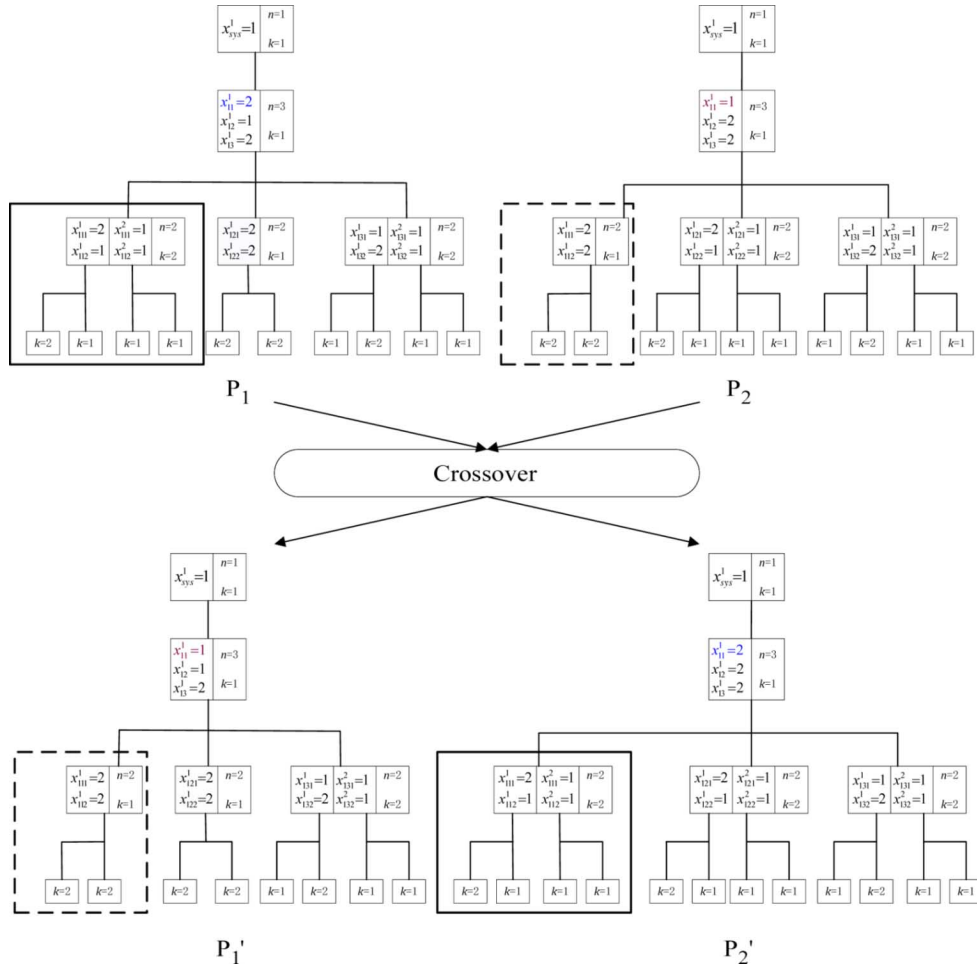 x¹sys=1 n=1 k=1
x¹11=2 n=3
x¹12=1 k=1
x¹13=2
x¹111=2 x²111=1 n=2
x¹112=1 x²112=1 k=2
x¹121=2 n=2
x¹122=2 k=1
x¹131=1 x²131=1 n=2
x¹132=2 x²132=1 k=2
k=2 k=1 k=1 k=1 k=2 k=2 k=1 k=2 k=1 k=1
P1
x¹sys=1 n=1 k=1
x¹11=1 n=3
x¹12=2 k=1
x¹13=2
x¹111=2 n=2
x¹112=2 k=1
x¹121=2 x²121=1 n=2
x¹122=1 x²122=1 k=2
x¹131=1 x²131=1 n=2
x¹132=2 x²132=1 k=2
k=2 k=2 k=2 k=1 k=1 k=1 k=1 k=2 k=1 k=1
P2
Crossover
x¹sys=1 n=1 k=1
x¹11=1 n=3
x¹12=1 k=1
x¹13=2
x¹111=2 n=2
x¹112=2 k=1
x¹121=2 n=2
x¹122=2 k=1
x¹131=1 x²131=1 n=2
x¹132=2 x²132=1 k=2
k=2 k=2 k=2 k=2 k=1 k=2 k=1 k=1
P1'
x¹sys=1 n=1 k=1
x¹11=2 n=3
x¹12=2 k=1
x¹13=2
x¹111=2 x²111=1 n=2
x¹112=1 x²112=1 k=2
x¹121=2 x²121=1 n=2
x¹122=1 x²122=1 k=2
x¹131=1 x²131=1 n=2
x¹132=2 x²132=1 k=2
k=2 k=1 k=1 k=1 k=2 k=1 k=1 k=1 k=1 k=2 k=1 k=1
P2'